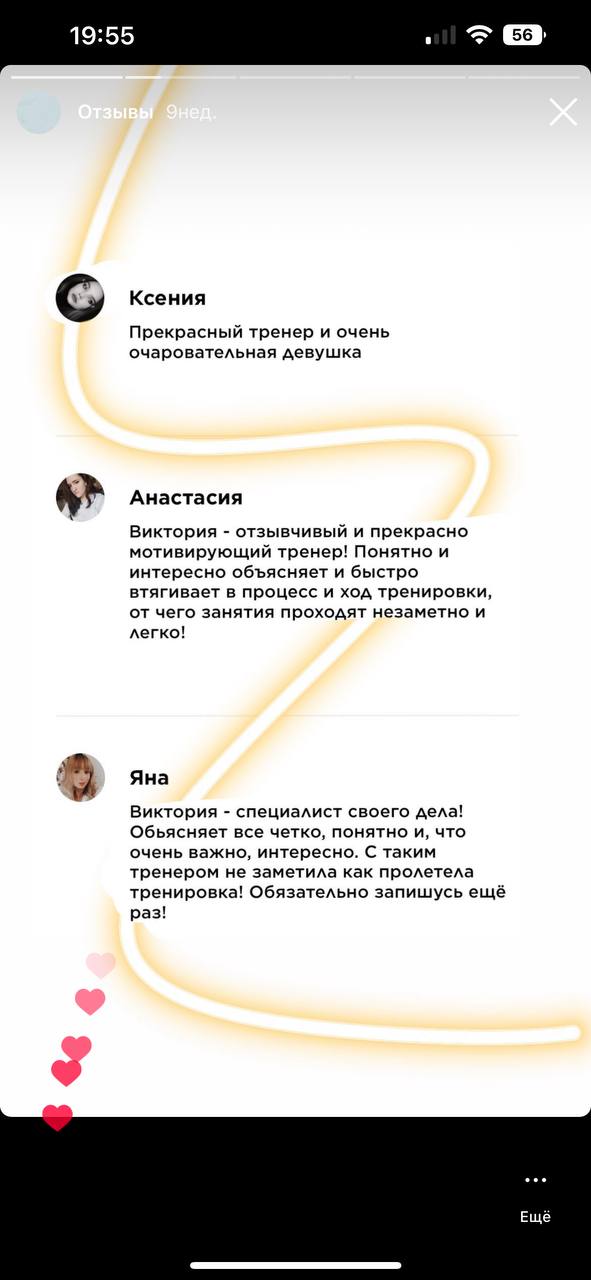 19:55
56
Отзывы 9нед.
Ксения
Прекрасный тренер и очень
очаровательная девушка
Анастасия
Виктория - отзывчивый и прекрасно
мотивирующий тренер! Понятно и
интересно объясняет и быстро
втягивает в процесс и ход тренировки,
от чего занятия проходят незаметно и
легко!
Яна
Виктория - специалист своего дела!
Обьясняет все четко, понятно и, что
очень важно, интересно. С таким
тренером не заметила как пролетела
тренировка! Обязательно запишусь ещё
раз!
Ещё